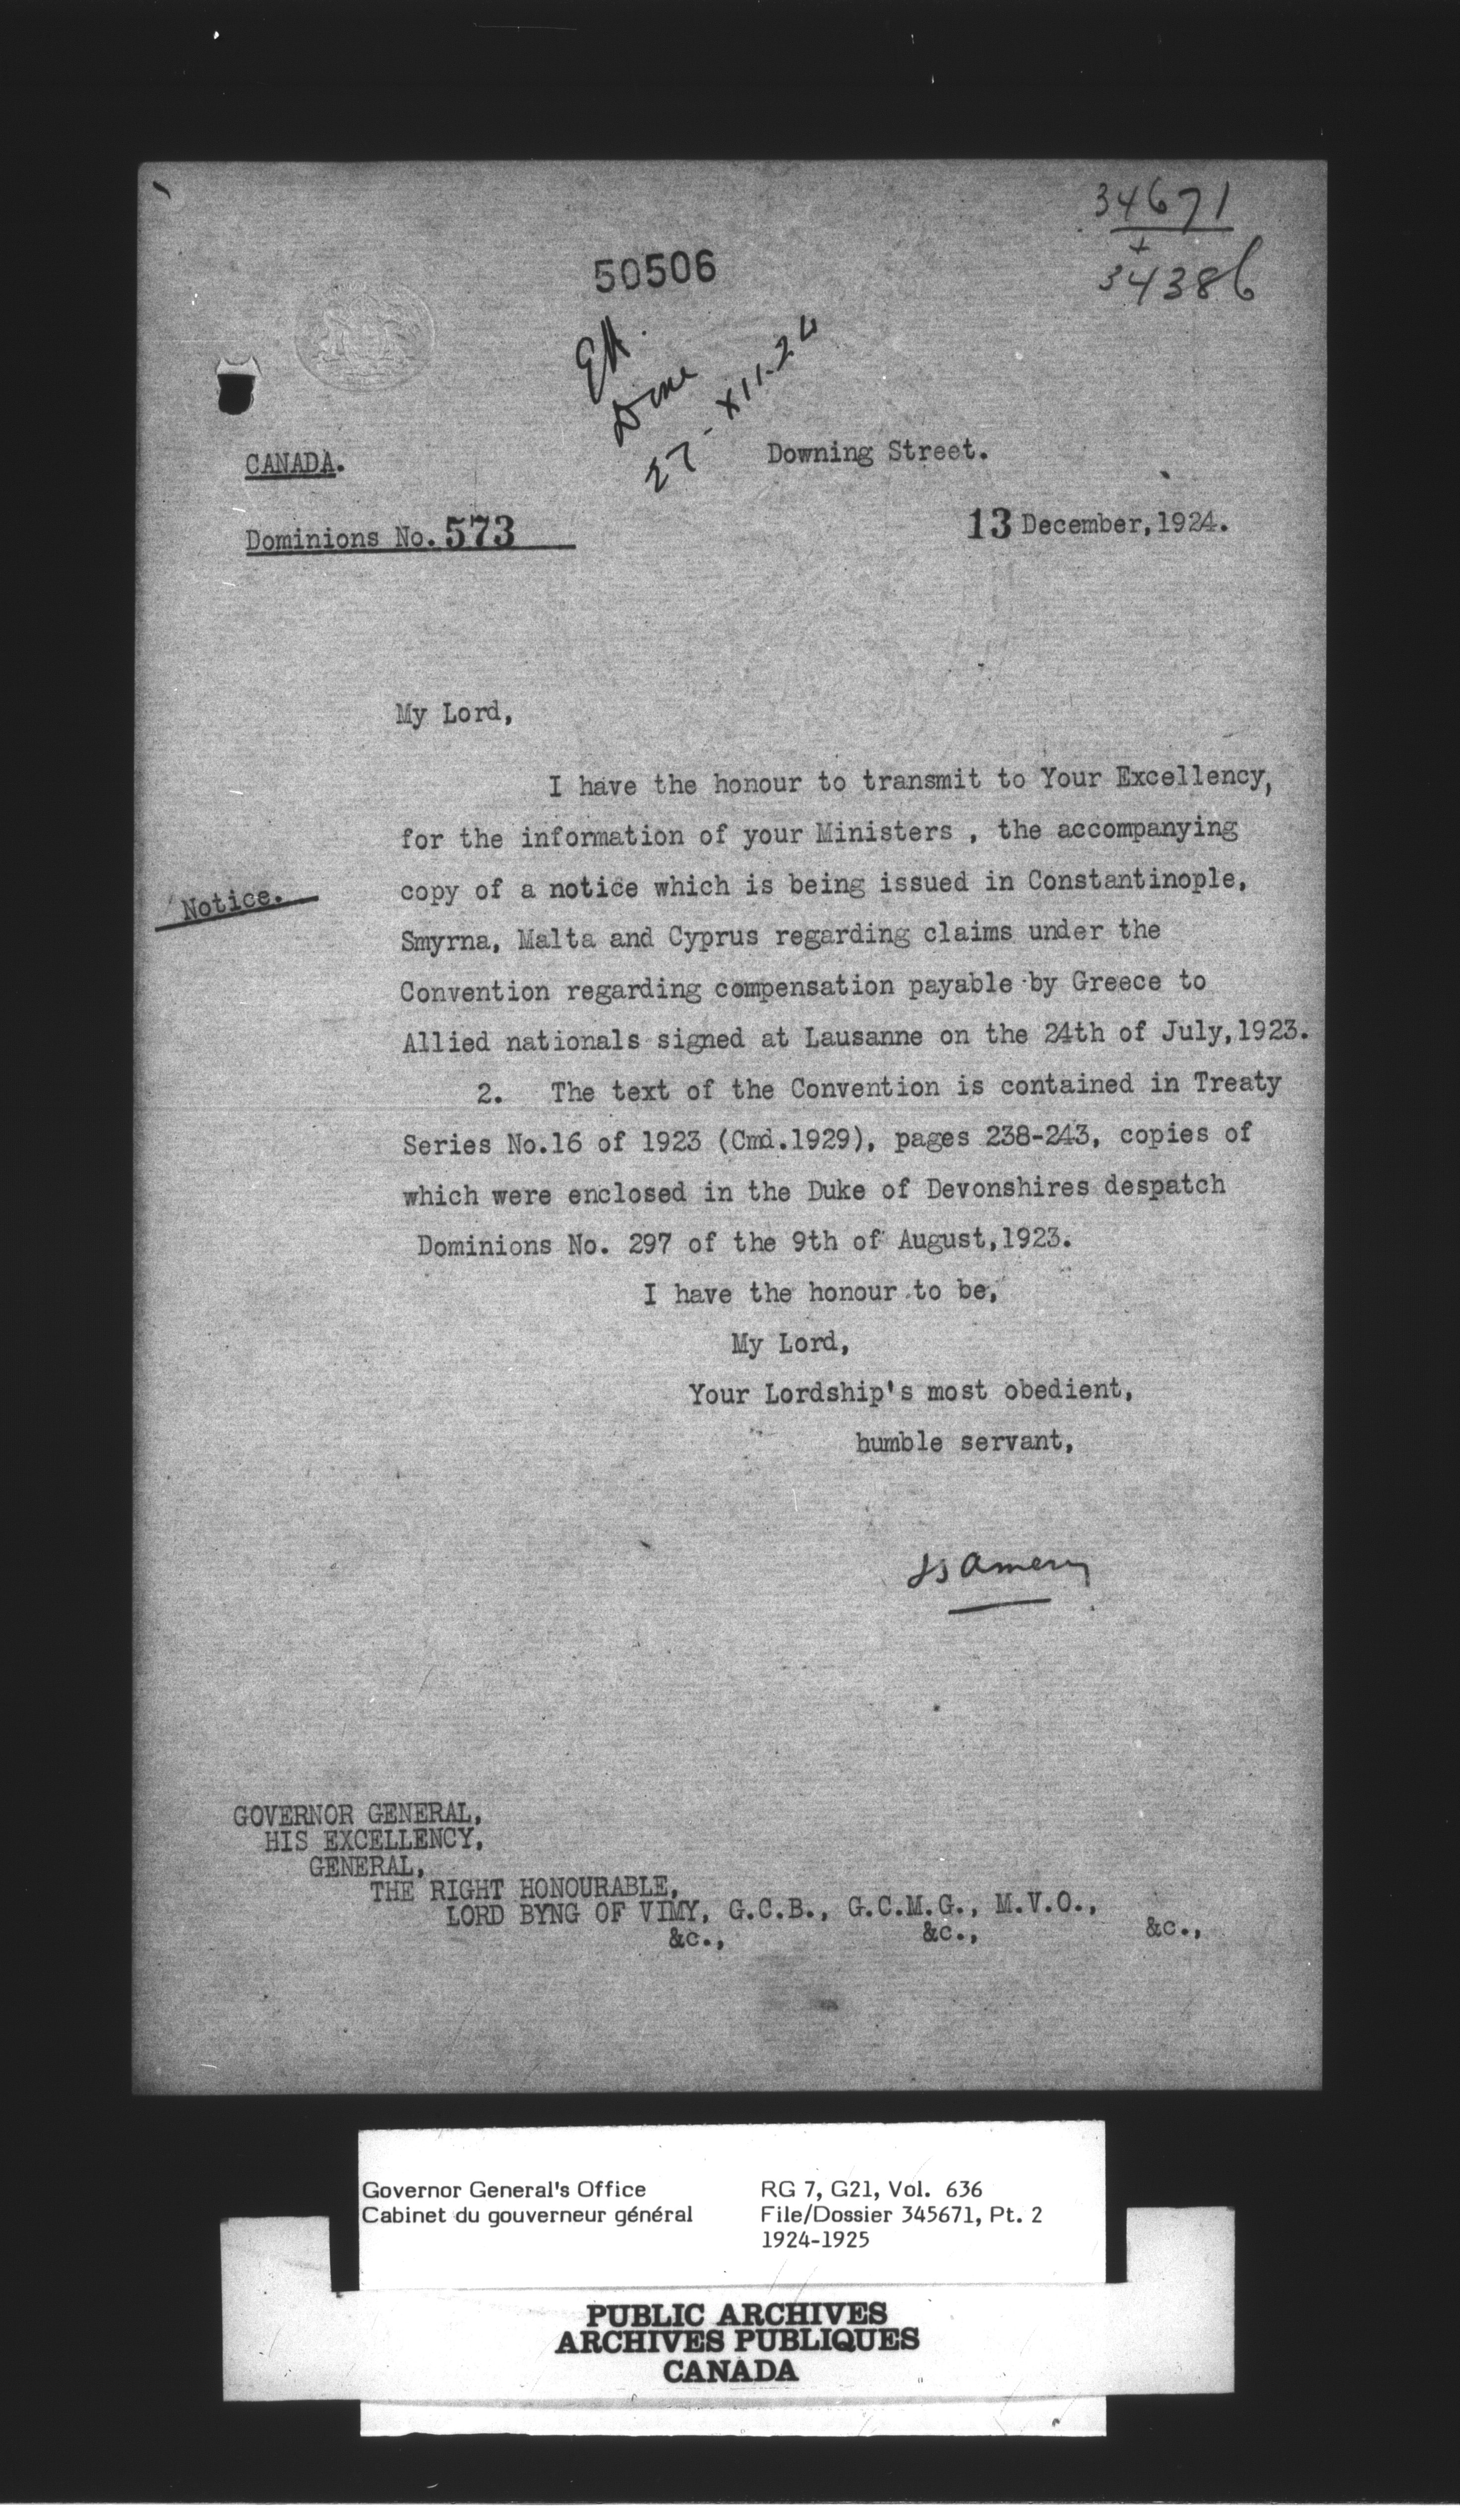 34671
+
34386
50506
Done
27-XII-24
CANADA.
Downing Street.
Dominions No. 573
13 December, 1924.
My Lord,
I have the honour to transmit to Your Excellency,
for the information of your Ministers , the accompanying
Notice.
copy of a notice which is being issued in Constantinople,
Smyrna, Malta and Cyprus regarding claims under the
Convention regarding compensation payable by Greece to
Allied nationals signed at Lausanne on the 24th of July,1923.
2. The text of the Convention is contained in Treaty
Series No.16 of 1923 (Cmd.1929), pages 238-243, copies of
which were enclosed in the Duke of Devonshires despatch
Dominions No. 297 of the 9th of August,1923.
I have the honour to be,
My Lord,
Your Lordship's most obedient,
humble servant,
LS Amery
GOVERNOR GENERAL,
HIS EXCELLENCY,
GENERAL,
THE RIGHT HONOURABLE,
LORD BYNG OF VIMY, G.C.B., G.C.M.G., M.V.O.,
&c., &c., &c.,
Governor General's Office
Cabinet du gouverneur général
RG 7, G21, Vol. 636
File/Dossier 345671, Pt. 2
1924-1925
PUBLIC ARCHIVES
ARCHIVES PUBLIQUES
CANADA